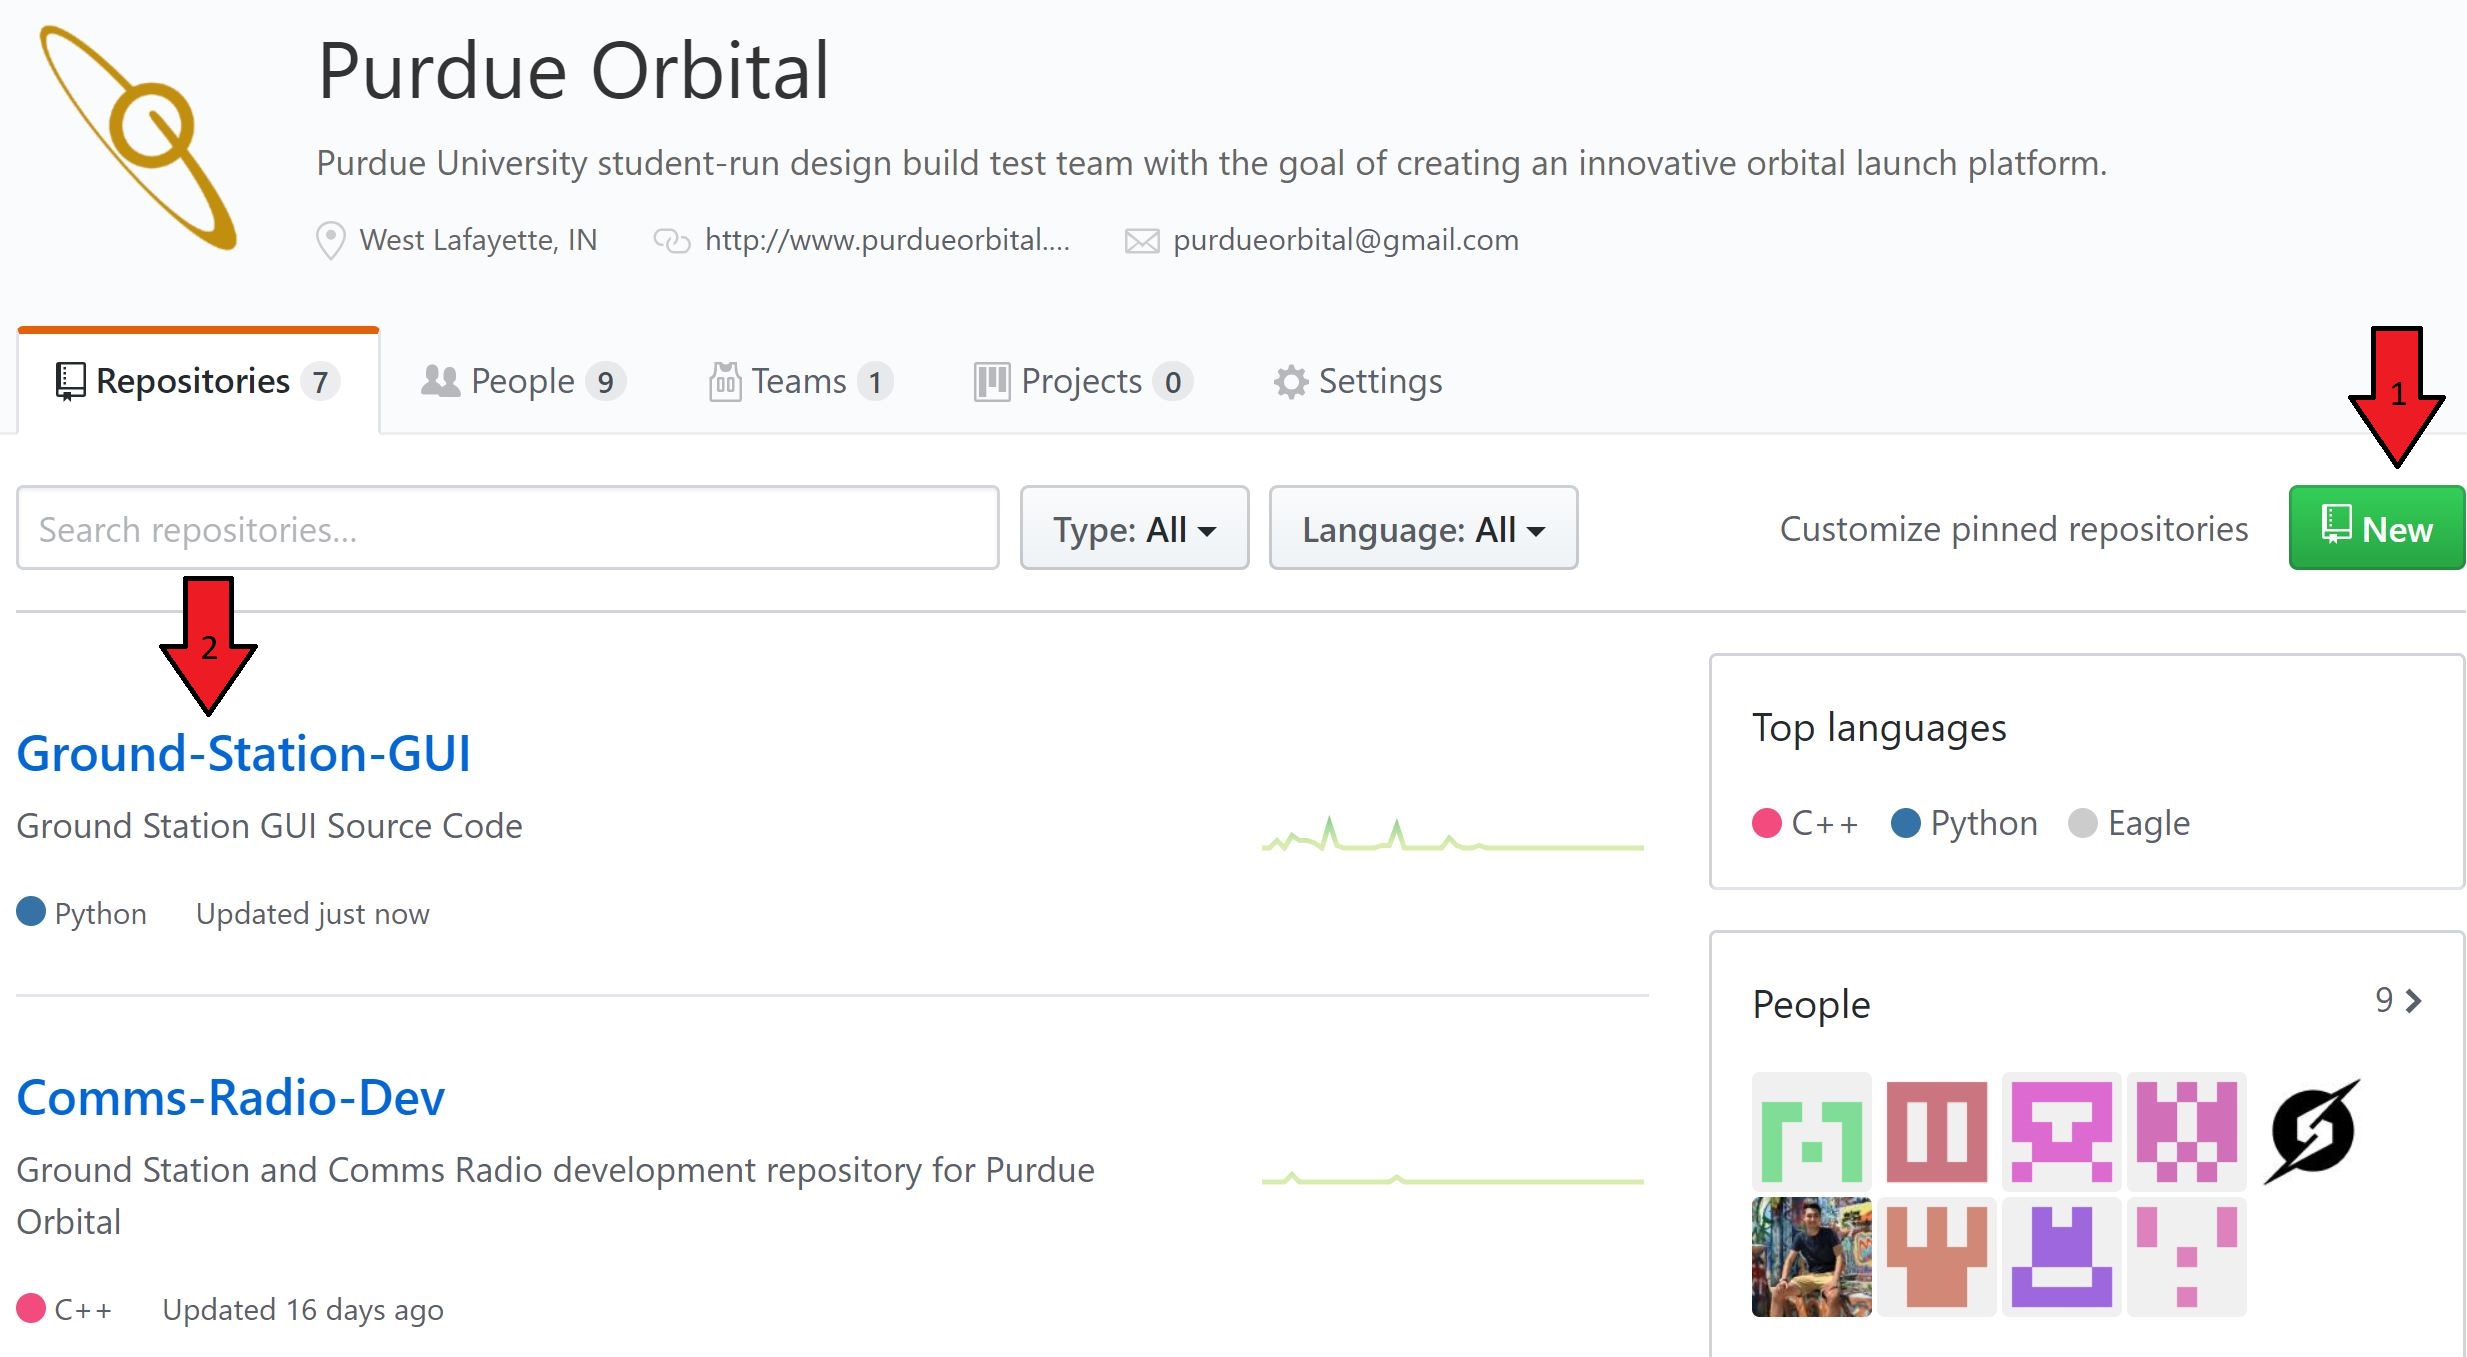 Purdue Orbital
Purdue University student-run design build test team with the goal of creating an innovative orbital launch platform.
West Lafayette, IN http://www.purdueorbital.... purdueorbital@gmail.com
Repositories 7 People 9 Teams 1 Projects 0 Settings
1
Search repositories... Type: All Language: All Customize pinned repositories New
2
Ground-Station-GUI
Ground Station GUI Source Code
Python Updated just now
Comms-Radio-Dev
Ground Station and Comms Radio development repository for Purdue
Orbital
C++ Updated 16 days ago
Top languages
C++ Python Eagle
People 9